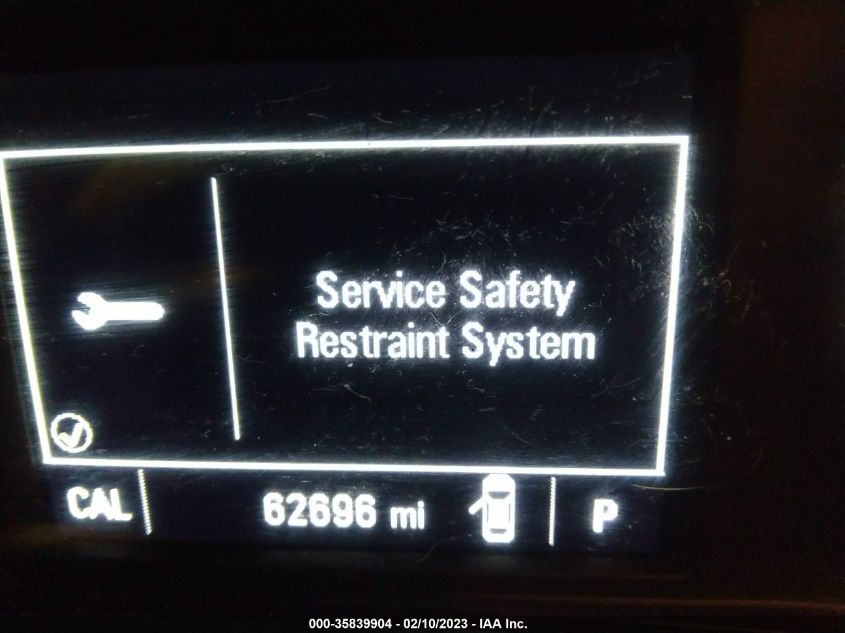 Service Safety
Restraint System
CAL 62696 mi P
000-35839904 - 02/10/2023 - IAA Inc.